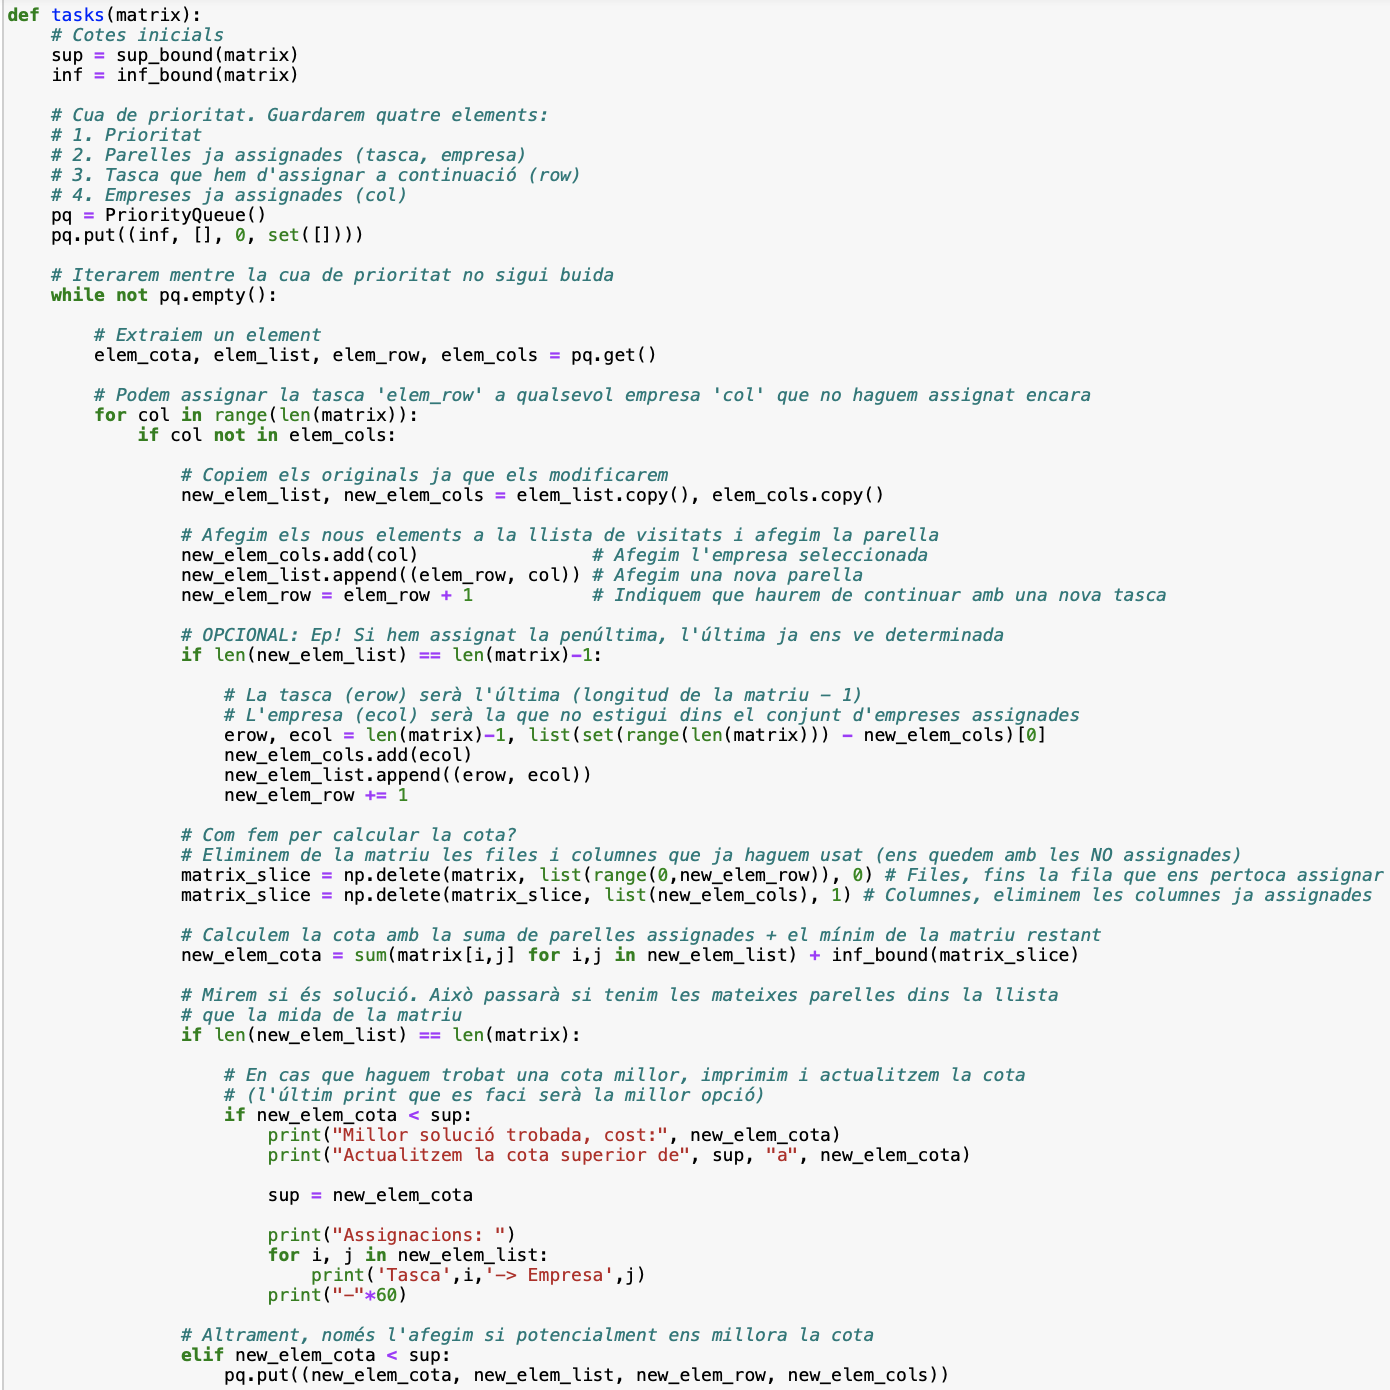 def tasks(matrix):
    # Cotes inicials
    sup = sup_bound(matrix)
    inf = inf_bound(matrix)

    # Cua de prioritat. Guardarem quatre elements:
    # 1. Prioritat
    # 2. Parelles ja assignades (tasca, empresa)
    # 3. Tasca que hem d'assignar a continuació (row)
    # 4. Empreses ja assignades (col)
    pq = PriorityQueue()
    pq.put((inf, [], 0, set([])))

    # Iterarem mentre la cua de prioritat no sigui buida
    while not pq.empty():

        # Extraiem un element
        elem_cota, elem_list, elem_row, elem_cols = pq.get()

        # Podem assignar la tasca 'elem_row' a qualsevol empresa 'col' que no haguem assignat encara
        for col in range(len(matrix)):
            if col not in elem_cols:

                # Copiem els originals ja que els modificarem
                new_elem_list, new_elem_cols = elem_list.copy(), elem_cols.copy()

                # Afegim els nous elements a la llista de visitats i afegim la parella
                new_elem_cols.add(col)                # Afegim l'empresa seleccionada
                new_elem_list.append((elem_row, col)) # Afegim una nova parella
                new_elem_row = elem_row + 1           # Indiquem que haurem de continuar amb una nova tasca

                # OPCIONAL: Ep! Si hem assignat la penúltima, l'última ja ens ve determinada
                if len(new_elem_list) == len(matrix)-1:

                    # La tasca (erow) serà l'última (longitud de la matriu - 1)
                    # L'empresa (ecol) serà la que no estigui dins el conjunt d'empreses assignades
                    erow, ecol = len(matrix)-1, list(set(range(len(matrix))) - new_elem_cols)[0]
                    new_elem_cols.add(ecol)
                    new_elem_list.append((erow, ecol))
                    new_elem_row += 1

                # Com fem per calcular la cota?
                # Eliminem de la matriu les files i columnes que ja haguem usat (ens quedem amb les NO assignades)
                matrix_slice = np.delete(matrix, list(range(0,new_elem_row)), 0) # Files, fins la fila que ens pertoca assignar
                matrix_slice = np.delete(matrix_slice, list(new_elem_cols), 1) # Columnes, eliminem les columnes ja assignades

                # Calculem la cota amb la suma de parelles assignades + el mínim de la matriu restant
                new_elem_cota = sum(matrix[i,j] for i,j in new_elem_list) + inf_bound(matrix_slice)

                # Mirem si és solució. Això passarà si tenim les mateixes parelles dins la llista
                # que la mida de la matriu
                if len(new_elem_list) == len(matrix):

                    # En cas que haguem trobat una cota millor, imprimim i actualitzem la cota
                    # (l'últim print que es faci serà la millor opció)
                    if new_elem_cota < sup:
                        print("Millor solució trobada, cost:", new_elem_cota)
                        print("Actualitzem la cota superior de", sup, "a", new_elem_cota)

                        sup = new_elem_cota

                        print("Assignacions: ")
                        for i, j in new_elem_list:
                            print('Tasca',i,'-> Empresa',j)
                        print("-"*60)

                # Altrament, només l'afegim si potencialment ens millora la cota
                elif new_elem_cota < sup:
                    pq.put((new_elem_cota, new_elem_list, new_elem_row, new_elem_cols))